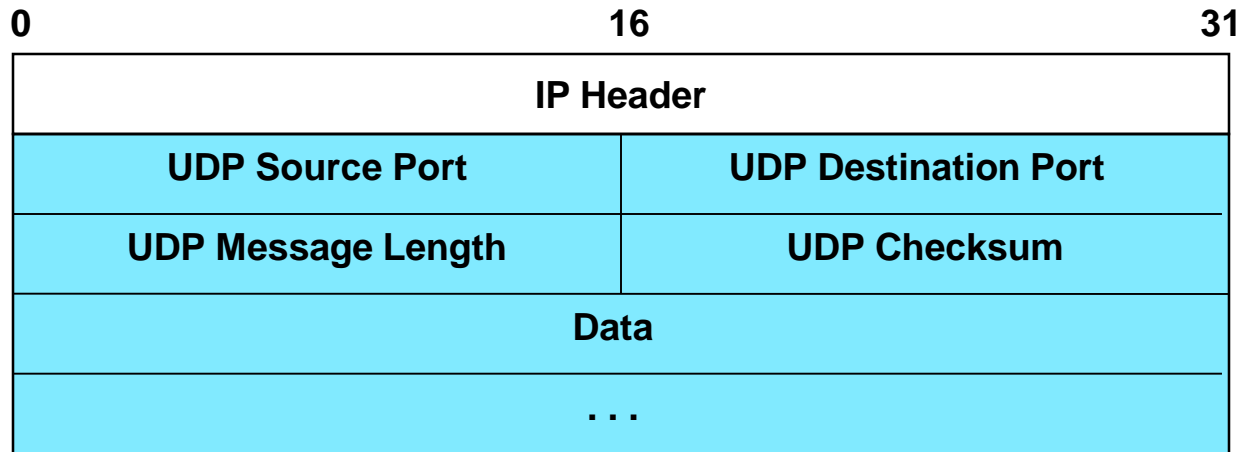 0 16 31
IP Header
UDP Source Port UDP Destination Port
UDP Message Length UDP Checksum
Data
. . .